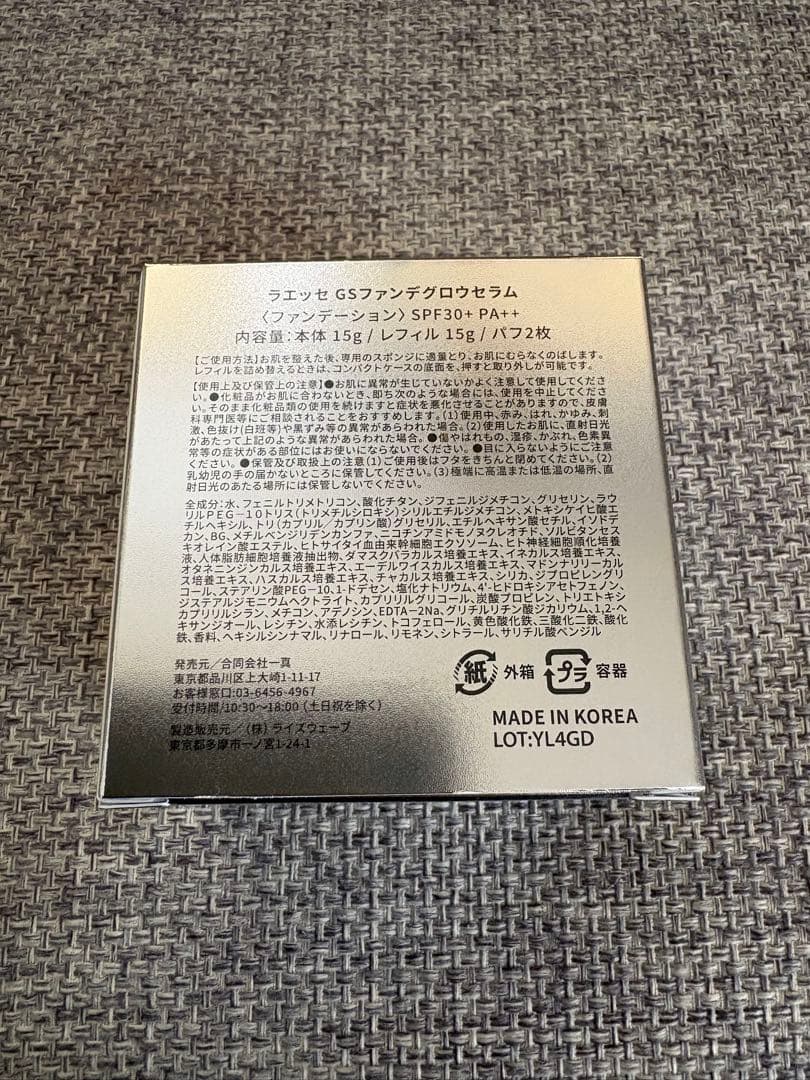 ラエッセ GSファンデグロウセラム
〈ファンデーション〉SPF30+ PA++
内容量:本体 15g / レフィル 15g / パフ2枚
【ご使用方法】お肌を整えた後、専用のスポンジに適量とり、お肌にむらなくのばします。
レフィルを詰め替えるときは、コンパクトケースの底面を、押すと取り外しが可能です。
【使用上及び保管上の注意】●お肌に異常が生じていないかよく注意して使用してくださ
い。●化粧品がお肌に合わないとき、即ち次のような場合には、使用を中止してくださ
い。そのまま化粧品類の使用を続けますと症状を悪化させることがありますので、皮膚
科専門医等にご相談されることをおすすめします。(1)使用中、赤み、はれ、かゆみ、刺
激、色抜け(白斑等)や黒ずみ等の異常があらわれた場合。(2)使用したお肌に、直射日光
があたって上記のような異常があらわれた場合。●傷やはれもの、湿疹、かぶれ、色素異
常等の症状がある部位にはお使いにならないでください。●目に入らないようにご注意
ください。●保管及び取扱上の注意(1)ご使用後はフタをきちんと閉めてください。(2)
乳幼児の手の届かないところに保管してください。(3)極端に高温または低温の場所、直
射日光のあたる場所には保管しないでください。
全成分:水、フェニルトリメトリコン、酸化チタン、ジフェニルジメチコン、グリセリン、ラウ
リルPEG-10トリス(トリメチルシロキシ)シリルエチルジメチコン、メトキシケイヒ酸エ
チルヘキシル、トリ(カプリル/カプリン酸)グリセリル、エチルヘキサン酸セチル、イソドデ
カン、BG、メチルベンジリデンカンファ、ニコチンアミドモノヌクレオチド、ソルビタンセス
キオレイン酸エステル、ヒトサイタイ血由来幹細胞エクソソーム、ヒト神経細胞順化培養
液、人体脂肪細胞培養液抽出物、ダマスクバラカルス培養エキス、イネカルス培養エキス、
オタネニンジンカルス培養エキス、エーデルワイスカルス培養エキス、マドンナリリーカル
ス培養エキス、ハスカルス培養エキス、チャカルス培養エキス、シリカ、ジプロピレングリ
コール、ステアリン酸PEG-10、1-ドデセン、塩化ナトリウム、4'-ヒドロキシアセトフェノン、
ジステアルジモニウムヘクトライト、カプリリルグリコール、炭酸プロピレン、トリエトキシ
カプリリルシラン、メチコン、アデノシン、EDTA-2Na、グリチルリチン酸ジカリウム、1,2-ヘ
キサンジオール、レシチン、水添レシチン、トコフェロール、黄色酸化鉄、三酸化二鉄、酸化
鉄、香料、ヘキシルシンナマル、リナロール、リモネン、シトラール、サリチル酸ベンジル
発売元/合同会社一真
東京都品川区上大崎1-11-17
お客様窓口:03-6456-4967
受付時間/10:30~18:00(土日祝を除く)
製造販売元/(株)ライズウェーブ
東京都多摩市一ノ宮1-24-1
紙 外箱 プラ 容器
MADE IN KOREA
LOT:YL4GD